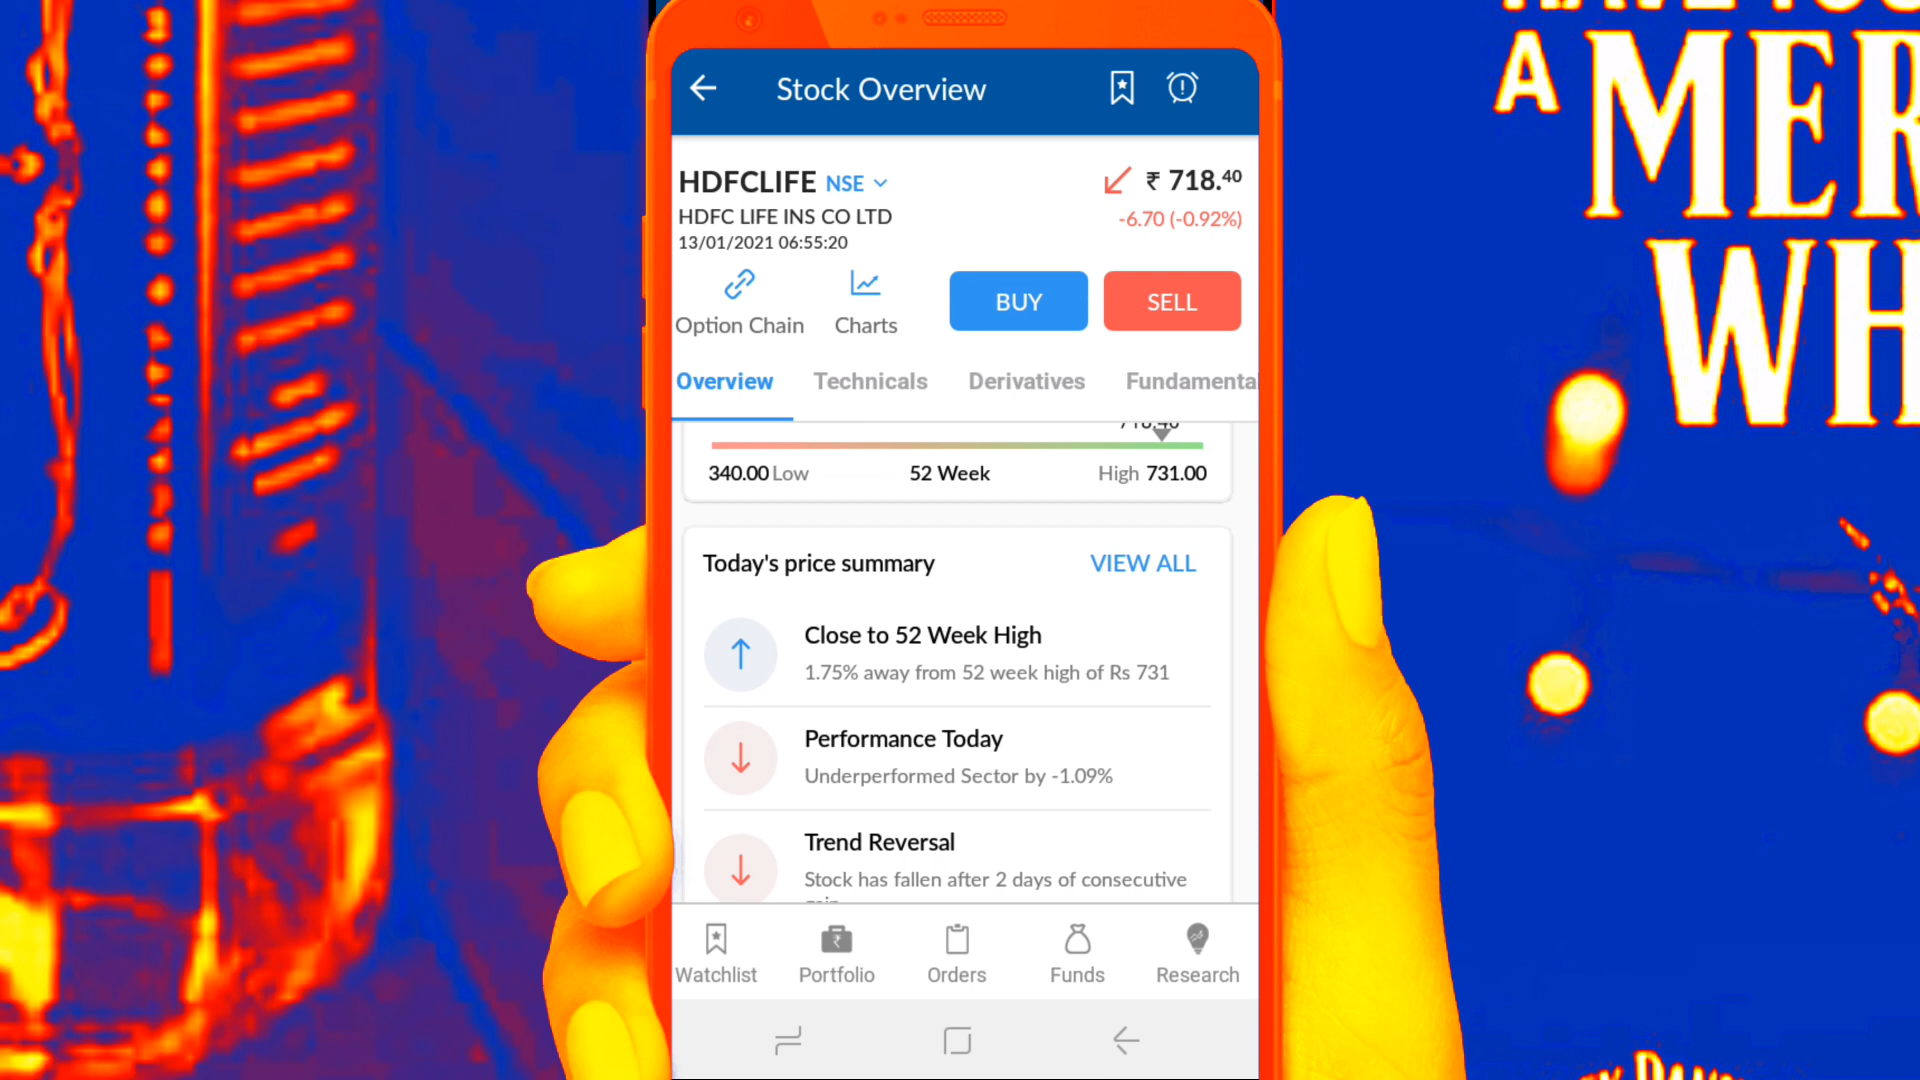 Stock Overview
HDFCLIFE NSE
₹ 718.40
HDFC LIFE INS CO LTD
-6.70 (-0.92%)
13/01/2021 06:55:20
Option Chain
Charts
BUY
SELL
Overview
Technicals
Derivatives
Fundamenta
340.00 Low
52 Week
High 731.00
Today's price summary
VIEW ALL
Close to 52 Week High
1.75% away from 52 week high of Rs 731
Performance Today
Underperformed Sector by -1.09%
Trend Reversal
Stock has fallen after 2 days of consecutive
Watchlist
Portfolio
Orders
Funds
Research
A MER
WH